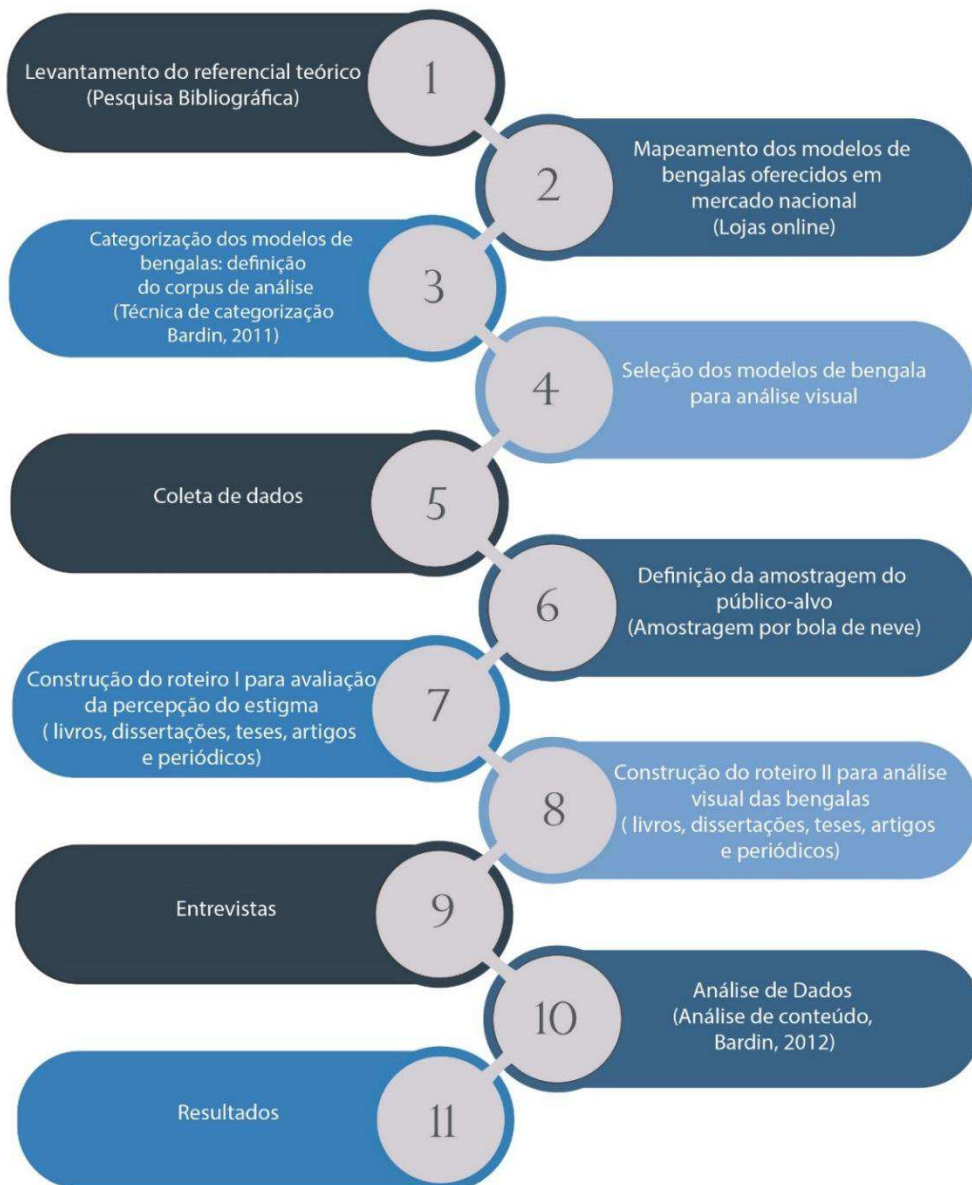 Levantamento do referencial teórico
(Pesquisa Bibliográfica)
1
2
Mapeamento dos modelos de
bengalas oferecidos em
mercado nacional
(Lojas online)
Categorização dos modelos de
bengalas: definição
do corpus de análise
(Técnica de categorização
Bardin, 2011)
3
4
Seleção dos modelos de bengala
para análise visual
Coleta de dados
5
6
Definição da amostragem do
público-alvo
(Amostragem por bola de neve)
Construção do roteiro I para avaliação
da percepção do estigma
( livros, dissertações, teses, artigos
e periódicos)
7
8
Construção do roteiro II para análise
visual das bengalas
( livros, dissertações, teses, artigos
e periódicos)
Entrevistas
9
10
Análise de Dados
(Análise de conteúdo,
Bardin, 2012)
Resultados
11